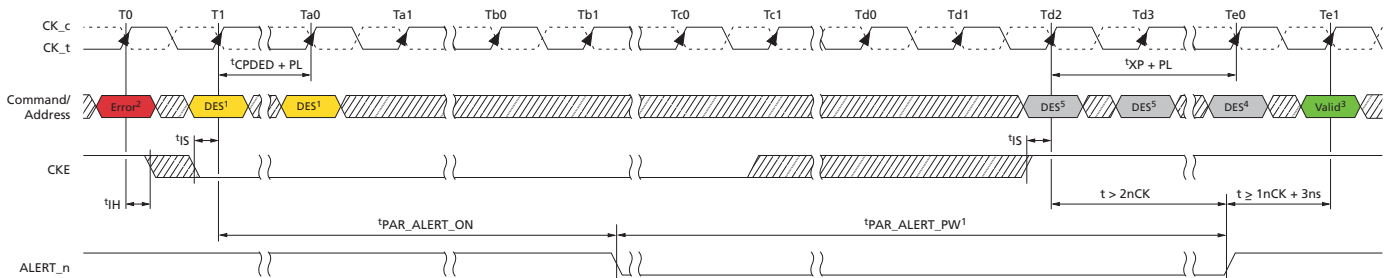 T0 T1 Ta0 Ta1 Tb0 Tb1 Tc0 Tc1 Td0 Td1 Td2 Td3 Te0 Te1
CK_c
CK_t
tCPDED + PL
tXP + PL
Command/
Address
Error2 DES1 DES1 DES5 DES5 DES4 Valid3
tIS tIS
CKE
tIH
t > 2nCK t ≥ 1nCK + 3ns
tPAR_ALERT_ON tPAR_ALERT_PW1
ALERT_n